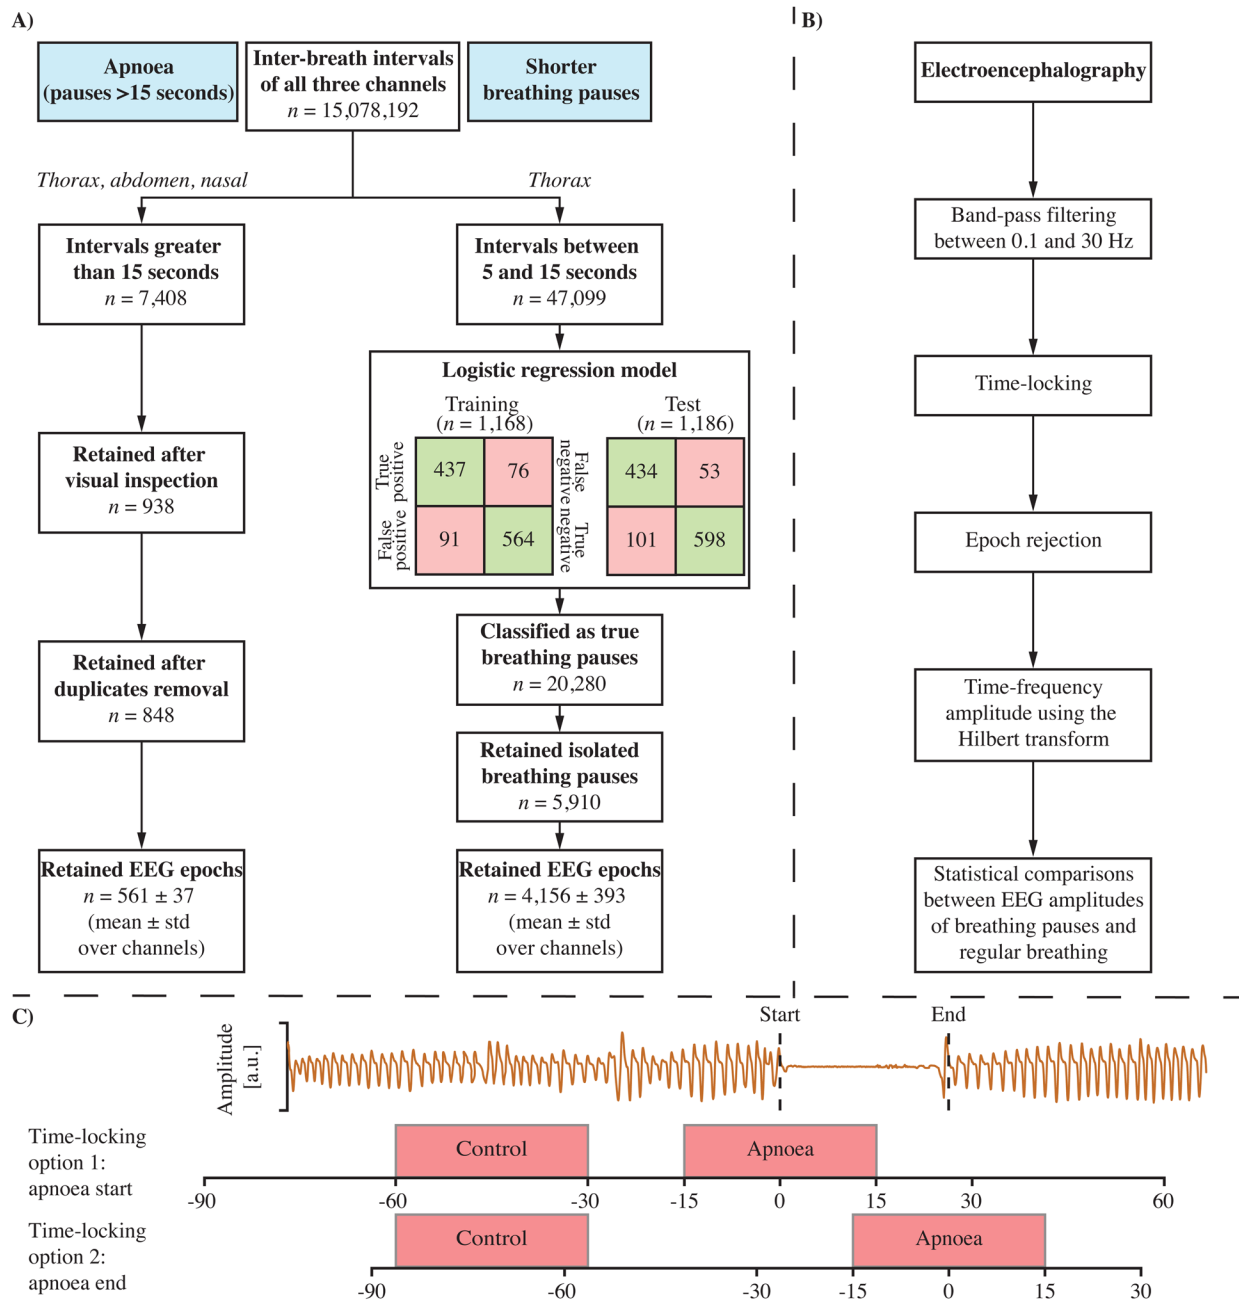 A)
Apnoea
(pauses >15 seconds)
Inter-breath intervals
of all three channels
n = 15,078,192
Shorter
breathing pauses
Thorax, abdomen, nasal
Thorax
Intervals greater
than 15 seconds
n = 7,408
Intervals between
5 and 15 seconds
n = 47,099
Logistic regression model
Training
(n = 1,168)
Test
(n = 1,186)
True
positive
False
positive
437
76
91
564
False
negative
True
negative
434
53
101
598
Retained after
visual inspection
n = 938
Retained after
duplicates removal
n = 848
Classified as true
breathing pauses
n = 20,280
Retained isolated
breathing pauses
n = 5,910
Retained EEG epochs
n = 561 ± 37
(mean ± std
over channels)
Retained EEG epochs
n = 4,156 ± 393
(mean ± std
over channels)
B)
Electroencephalography
Band-pass filtering
between 0.1 and 30 Hz
Time-locking
Epoch rejection
Time-frequency
amplitude using the
Hilbert transform
Statistical comparisons
between EEG amplitudes
of breathing pauses and
regular breathing
C)
Amplitude
[a.u.]
Start
End
Time-locking
option 1:
apnoea start
Control
Apnoea
-90 -60 -30 -15 0 15 30 60
Time-locking
option 2:
apnoea end
Control
Apnoea
-90 -60 -30 -15 0 15 30